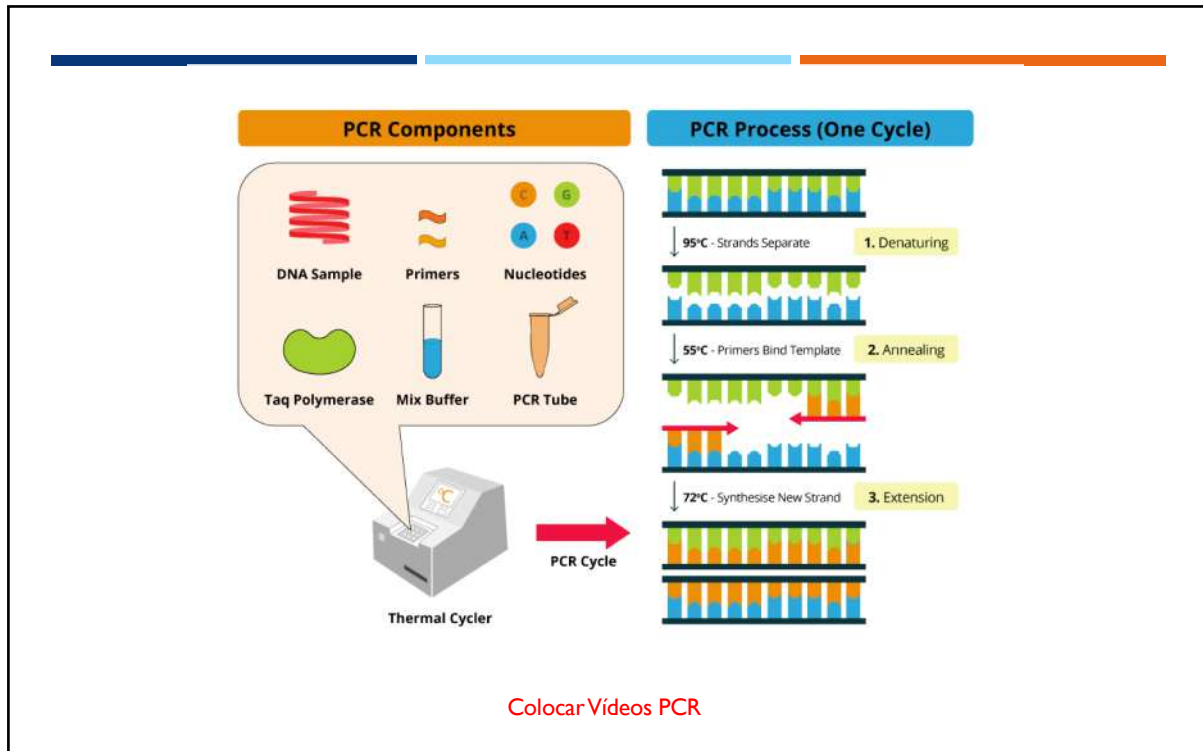 PCR Components
C G
DNA Sample Primers A T Nucleotides
Taq Polymerase Mix Buffer PCR Tube
°C
Thermal Cycler
PCR Cycle
PCR Process (One Cycle)
95°C - Strands Separate 1. Denaturing
55°C - Primers Bind Template 2. Annealing
72°C - Synthesise New Strand 3. Extension
Colocar Vídeos PCR